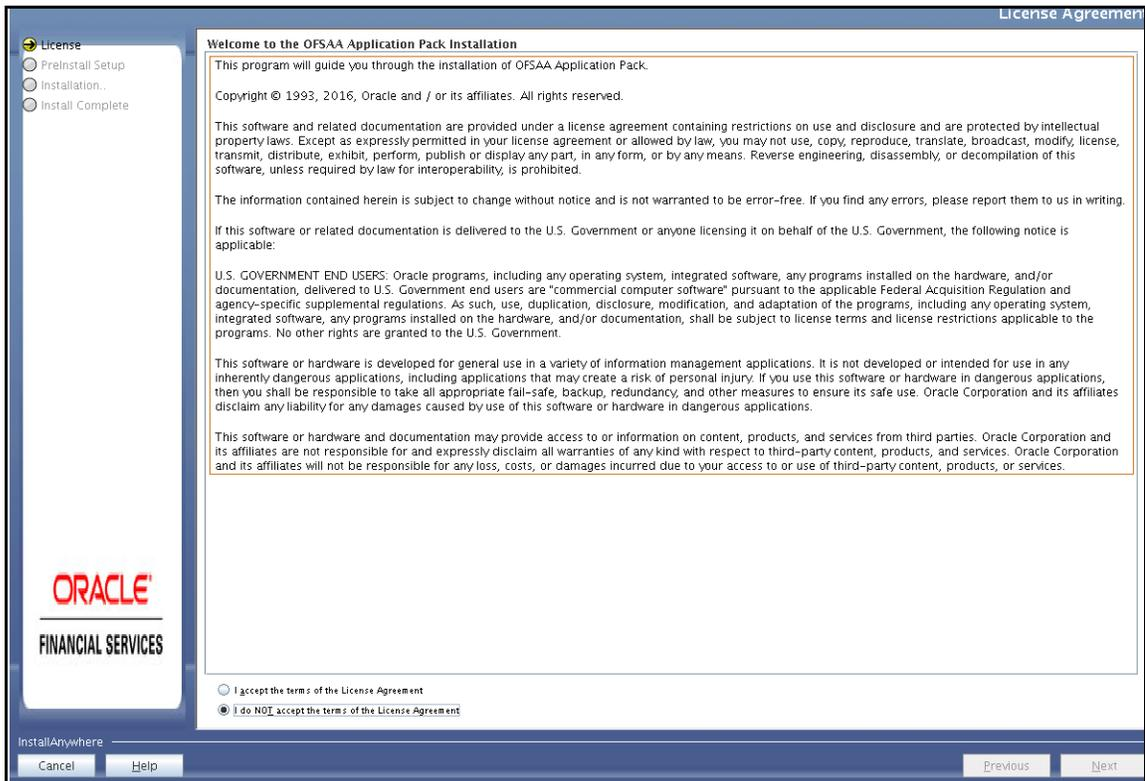 License Agreemen
License
PreInstall Setup
Installation..
Install Complete
Welcome to the OFSAA Application Pack Installation
This program will guide you through the installation of OFSAA Application Pack.
Copyright © 1993, 2016, Oracle and / or its affiliates. All rights reserved.
This software and related documentation are provided under a license agreement containing restrictions on use and disclosure and are protected by intellectual
property laws. Except as expressly permitted in your license agreement or allowed by law, you may not use, copy, reproduce, translate, broadcast, modify, license,
transmit, distribute, exhibit, perform, publish or display any part, in any form, or by any means. Reverse engineering, disassembly, or decompilation of this
software, unless required by law for interoperability, is prohibited.
The information contained herein is subject to change without notice and is not warranted to be error-free. If you find any errors, please report them to us in writing.
If this software or related documentation is delivered to the U.S. Government or anyone licensing it on behalf of the U.S. Government, the following notice is
applicable:
U.S. GOVERNMENT END USERS: Oracle programs, including any operating system, integrated software, any programs installed on the hardware, and/or
documentation, delivered to U.S. Government end users are "commercial computer software" pursuant to the applicable Federal Acquisition Regulation and
agency-specific supplemental regulations. As such, use, duplication, disclosure, modification, and adaptation of the programs, including any operating system,
integrated software, any programs installed on the hardware, and/or documentation, shall be subject to license terms and license restrictions applicable to the
programs. No other rights are granted to the U.S. Government.
This software or hardware is developed for general use in a variety of information management applications. It is not developed or intended for use in any
inherently dangerous applications, including applications that may create a risk of personal injury. If you use this software or hardware in dangerous applications,
then you shall be responsible to take all appropriate fail-safe, backup, redundancy, and other measures to ensure its safe use. Oracle Corporation and its affiliates
disclaim any liability for any damages caused by use of this software or hardware in dangerous applications.
This software or hardware and documentation may provide access to or information on content, products, and services from third parties. Oracle Corporation and
its affiliates are not responsible for and expressly disclaim all warranties of any kind with respect to third-party content, products, and services. Oracle Corporation
and its affiliates will not be responsible for any loss, costs, or damages incurred due to your access to or use of third-party content, products, or services.
ORACLE
FINANCIAL SERVICES
I accept the terms of the License Agreement
I do NOT accept the terms of the License Agreement
InstallAnywhere
Cancel Help Previous Next